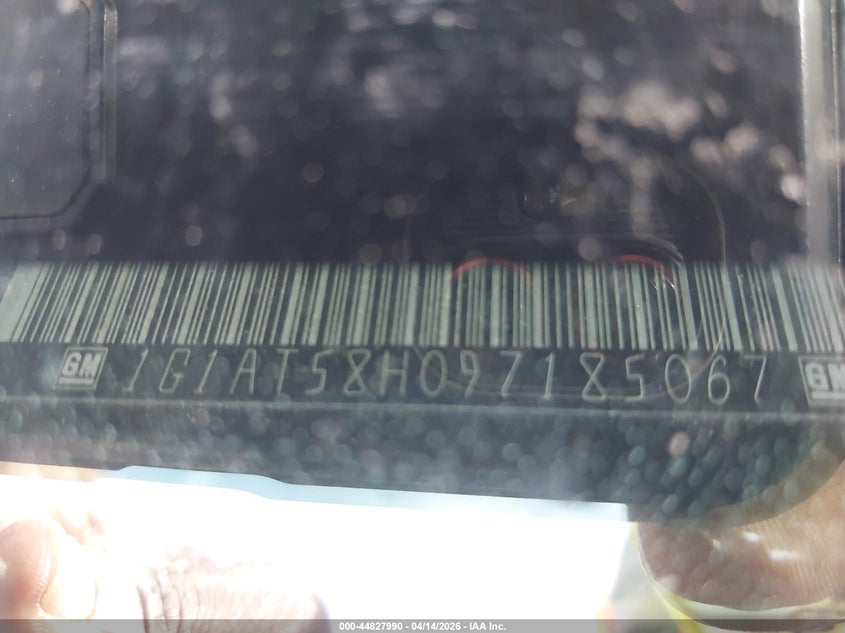 GM 1G1AT58H097185067 GM
000-44827990 - 04/14/2026 - IAA Inc.